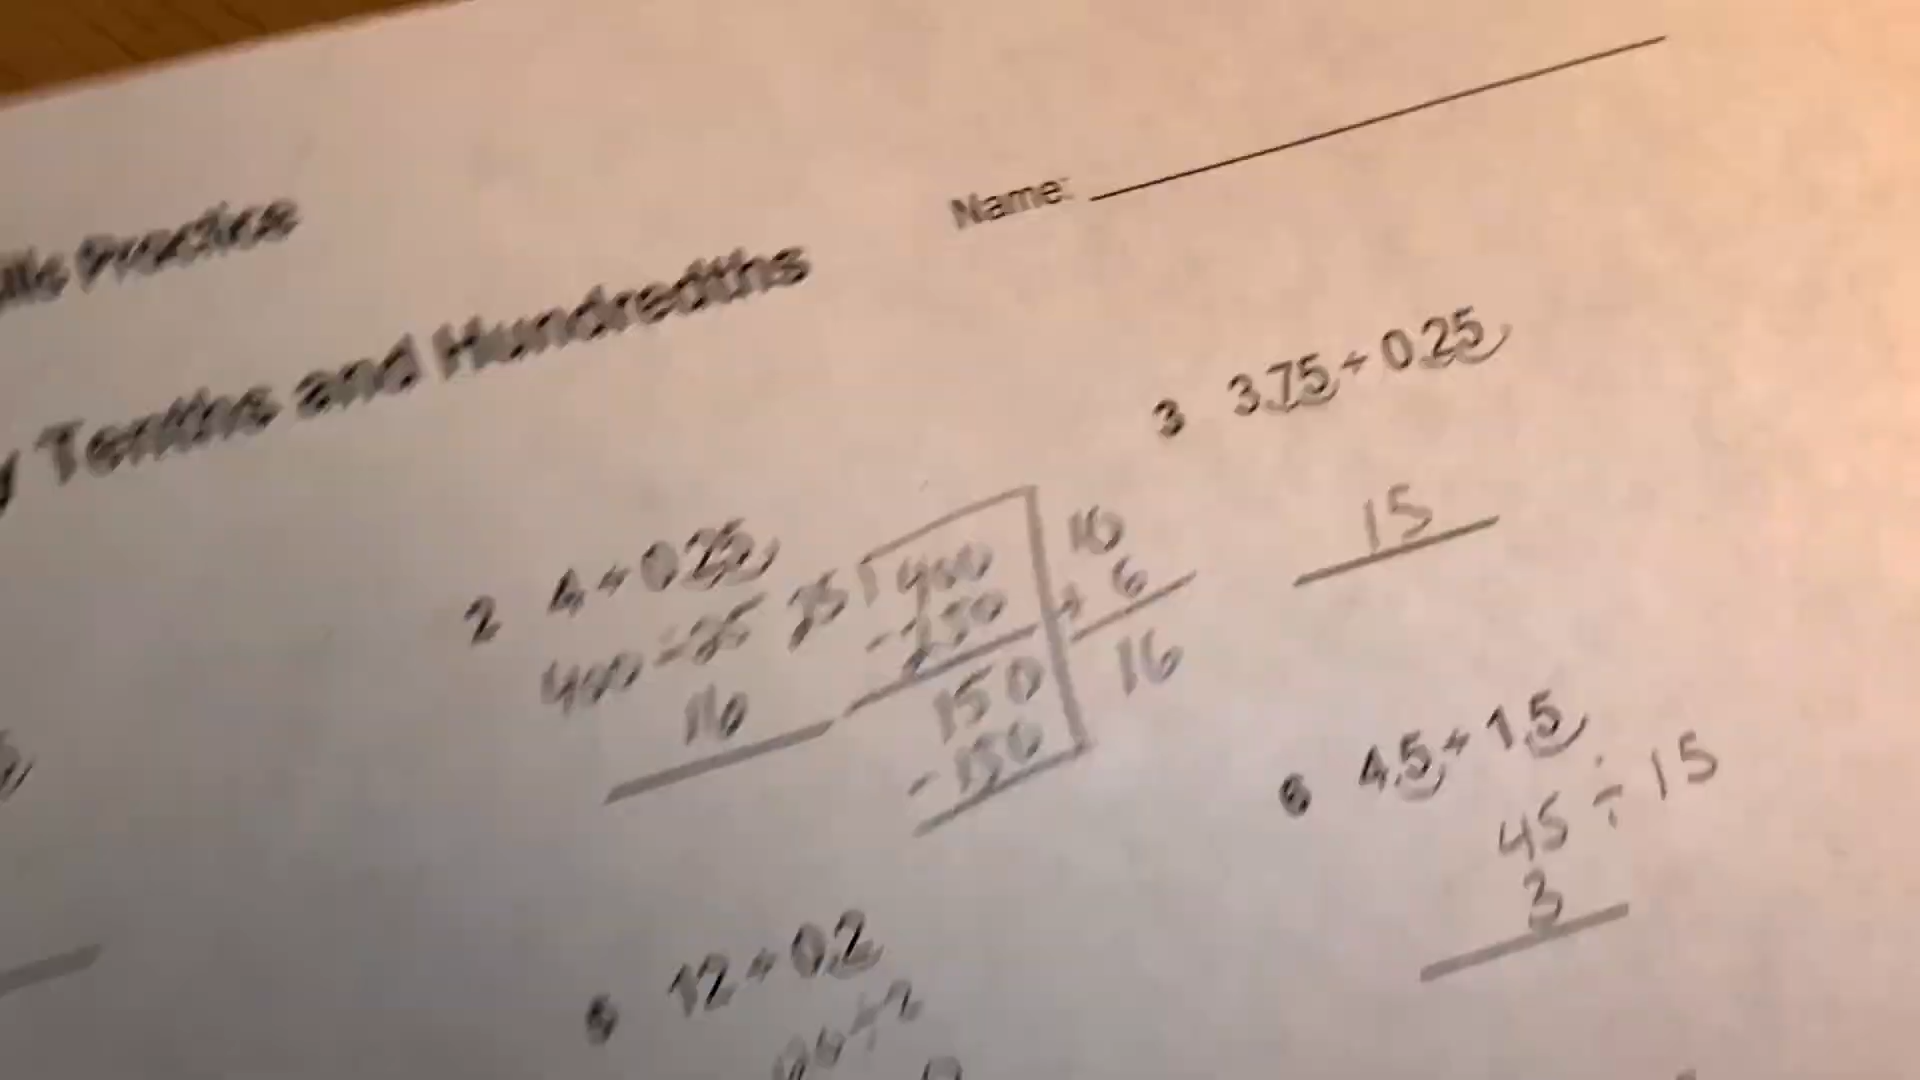 Practice
Name:
Tenths and Hundredths
2 4 ÷ 0.25
400 ÷ 25
16
25 400
- 250
150
- 150
10
+ 6
16
3 3.75 ÷ 0.25
15
5 12 ÷ 0.2
6 4.5 ÷ 1.5
45 ÷ 15
3